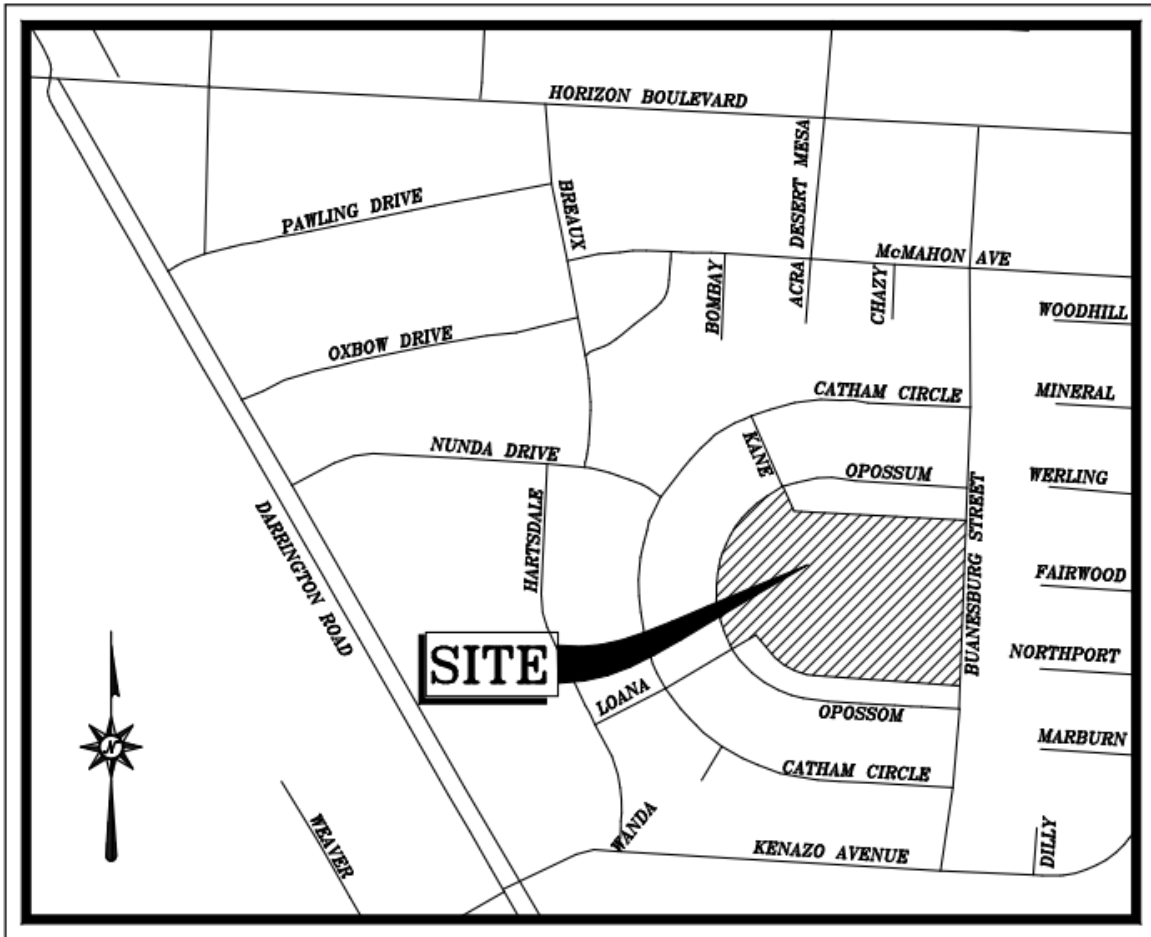 HORIZON BOULEVARD
ACRA DESERT MESA
PAWLING DRIVE
BREAUX
McMAHON AVE
BOMBAY
CHAZY
WOODHILL
OXBOW DRIVE
CATHAM CIRCLE
MINERAL
KANE
NUNDA DRIVE
OPOSSUM
WERLING
HARTSDALE
DARRINGTON ROAD
BUANESBURG STREET
FAIRWOOD
SITE
NORTHPORT
LOANA
OPOSSOM
MARBURN
N
CATHAM CIRCLE
WEAVER
WANDA
KENAZO AVENUE
DILLY